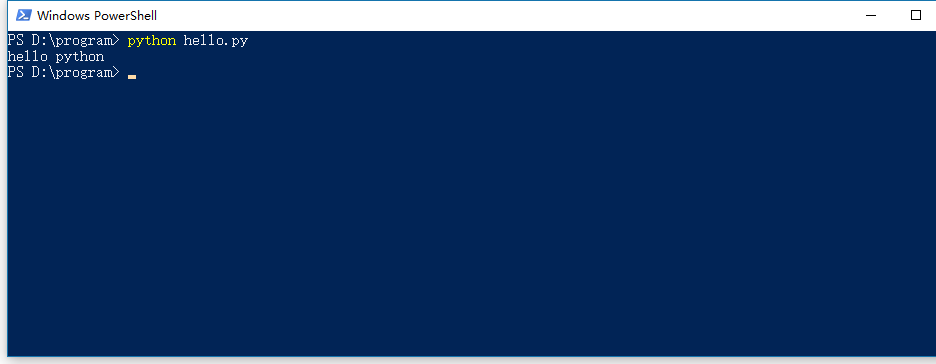 Windows PowerShell
PS D:\program> python hello.py
hello python
PS D:\program>